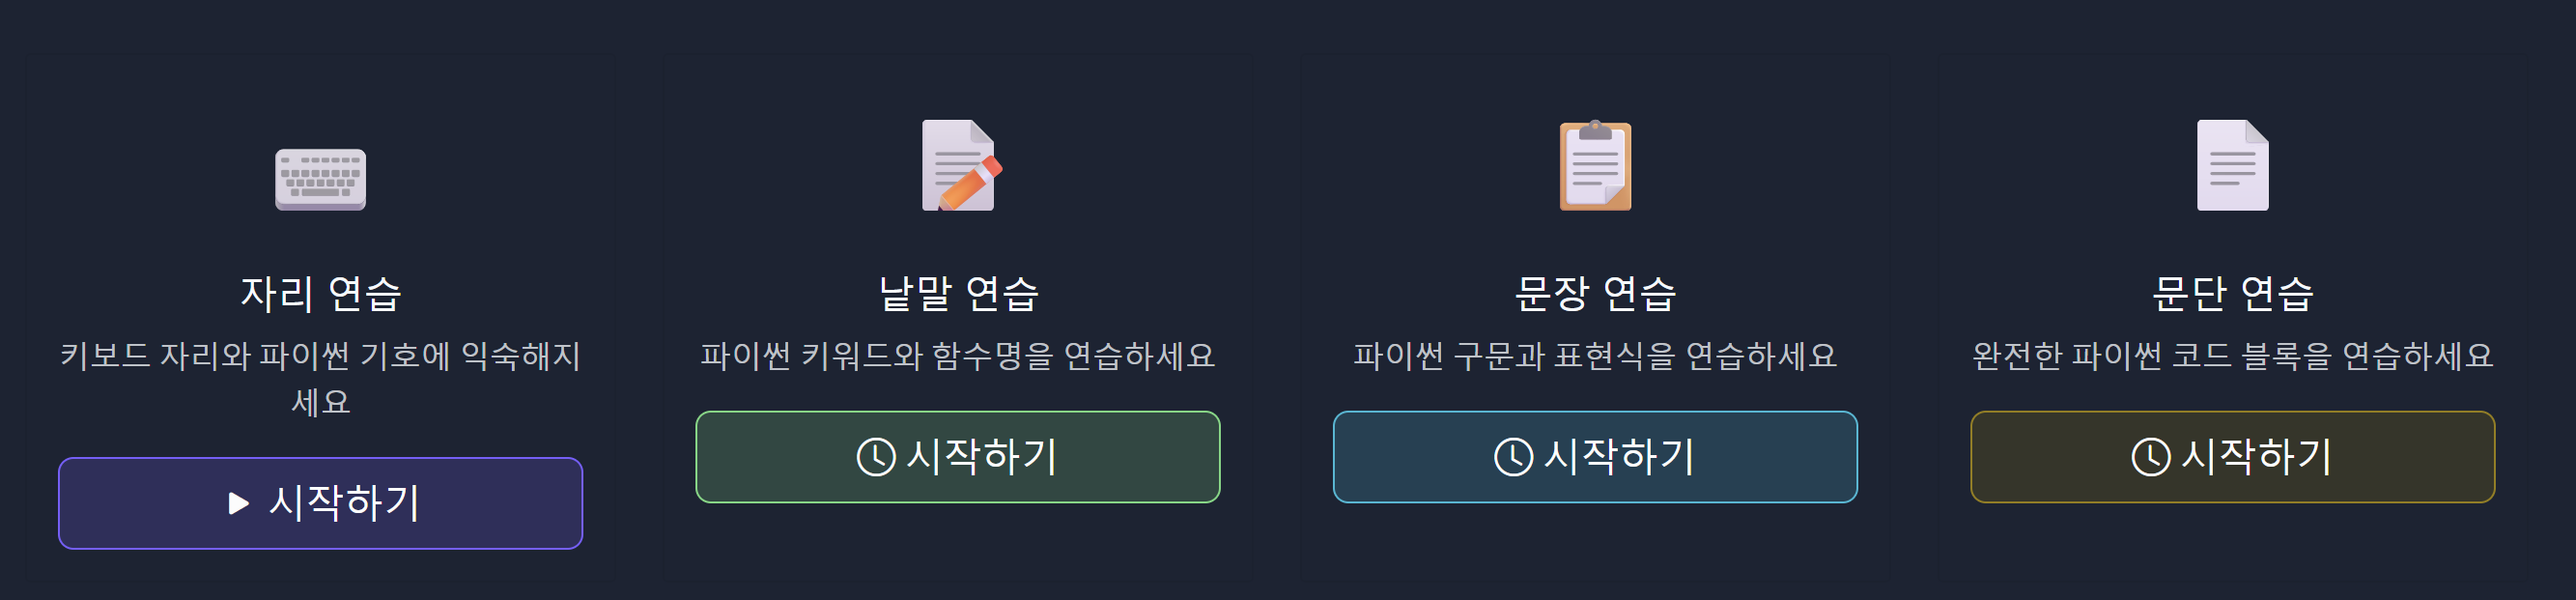 자리 연습
키보드 자리와 파이썬 기호에 익숙해지
세요
시작하기
낱말 연습
파이썬 키워드와 함수명을 연습하세요
시작하기
문장 연습
파이썬 구문과 표현식을 연습하세요
시작하기
문단 연습
완전한 파이썬 코드 블록을 연습하세요
시작하기